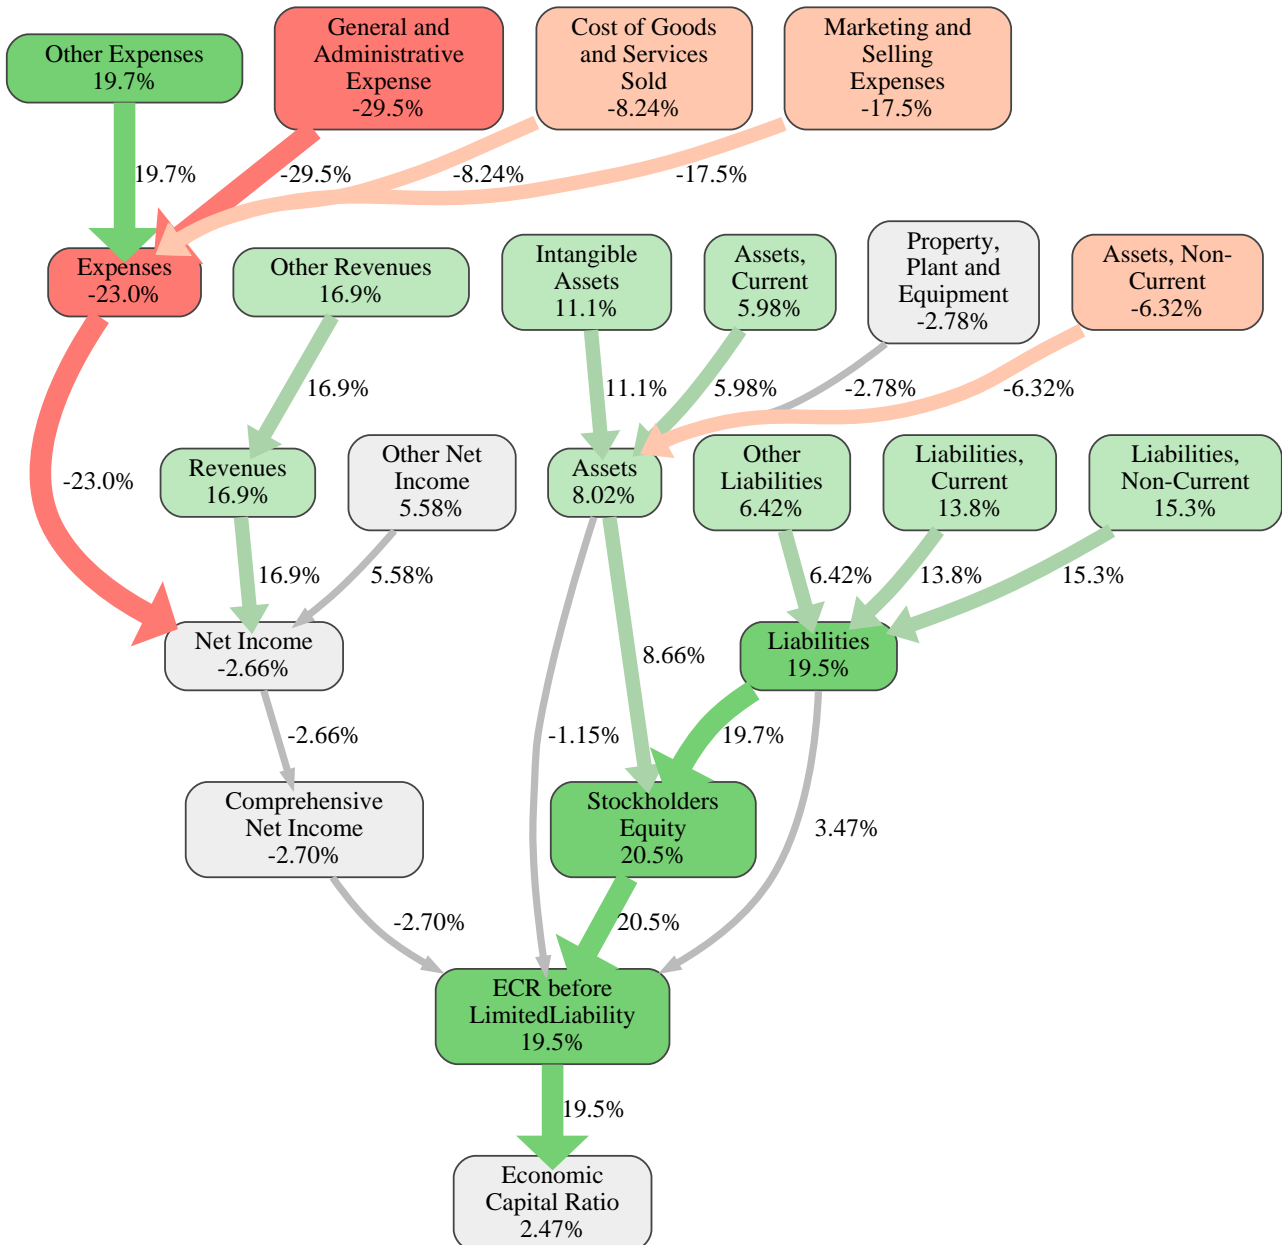 Other Expenses
19.7%
General and
Administrative
Expense
-29.5%
Cost of Goods
and Services
Sold
-8.24%
Marketing and
Selling
Expenses
-17.5%
19.7%
-29.5%
-8.24%
-17.5%
Expenses
-23.0%
Other Revenues
16.9%
Intangible
Assets
11.1%
Assets,
Current
5.98%
Property,
Plant and
Equipment
-2.78%
Assets, Non-
Current
-6.32%
16.9%
11.1%
5.98%
-2.78%
-6.32%
-23.0%
Revenues
16.9%
Other Net
Income
5.58%
Assets
8.02%
Other
Liabilities
6.42%
Liabilities,
Current
13.8%
Liabilities,
Non-Current
15.3%
16.9%
5.58%
6.42%
13.8%
15.3%
Net Income
-2.66%
8.66%
Liabilities
19.5%
-2.66%
-1.15%
19.7%
Comprehensive
Net Income
-2.70%
Stockholders
Equity
20.5%
3.47%
-2.70%
20.5%
ECR before
LimitedLiability
19.5%
19.5%
Economic
Capital Ratio
2.47%